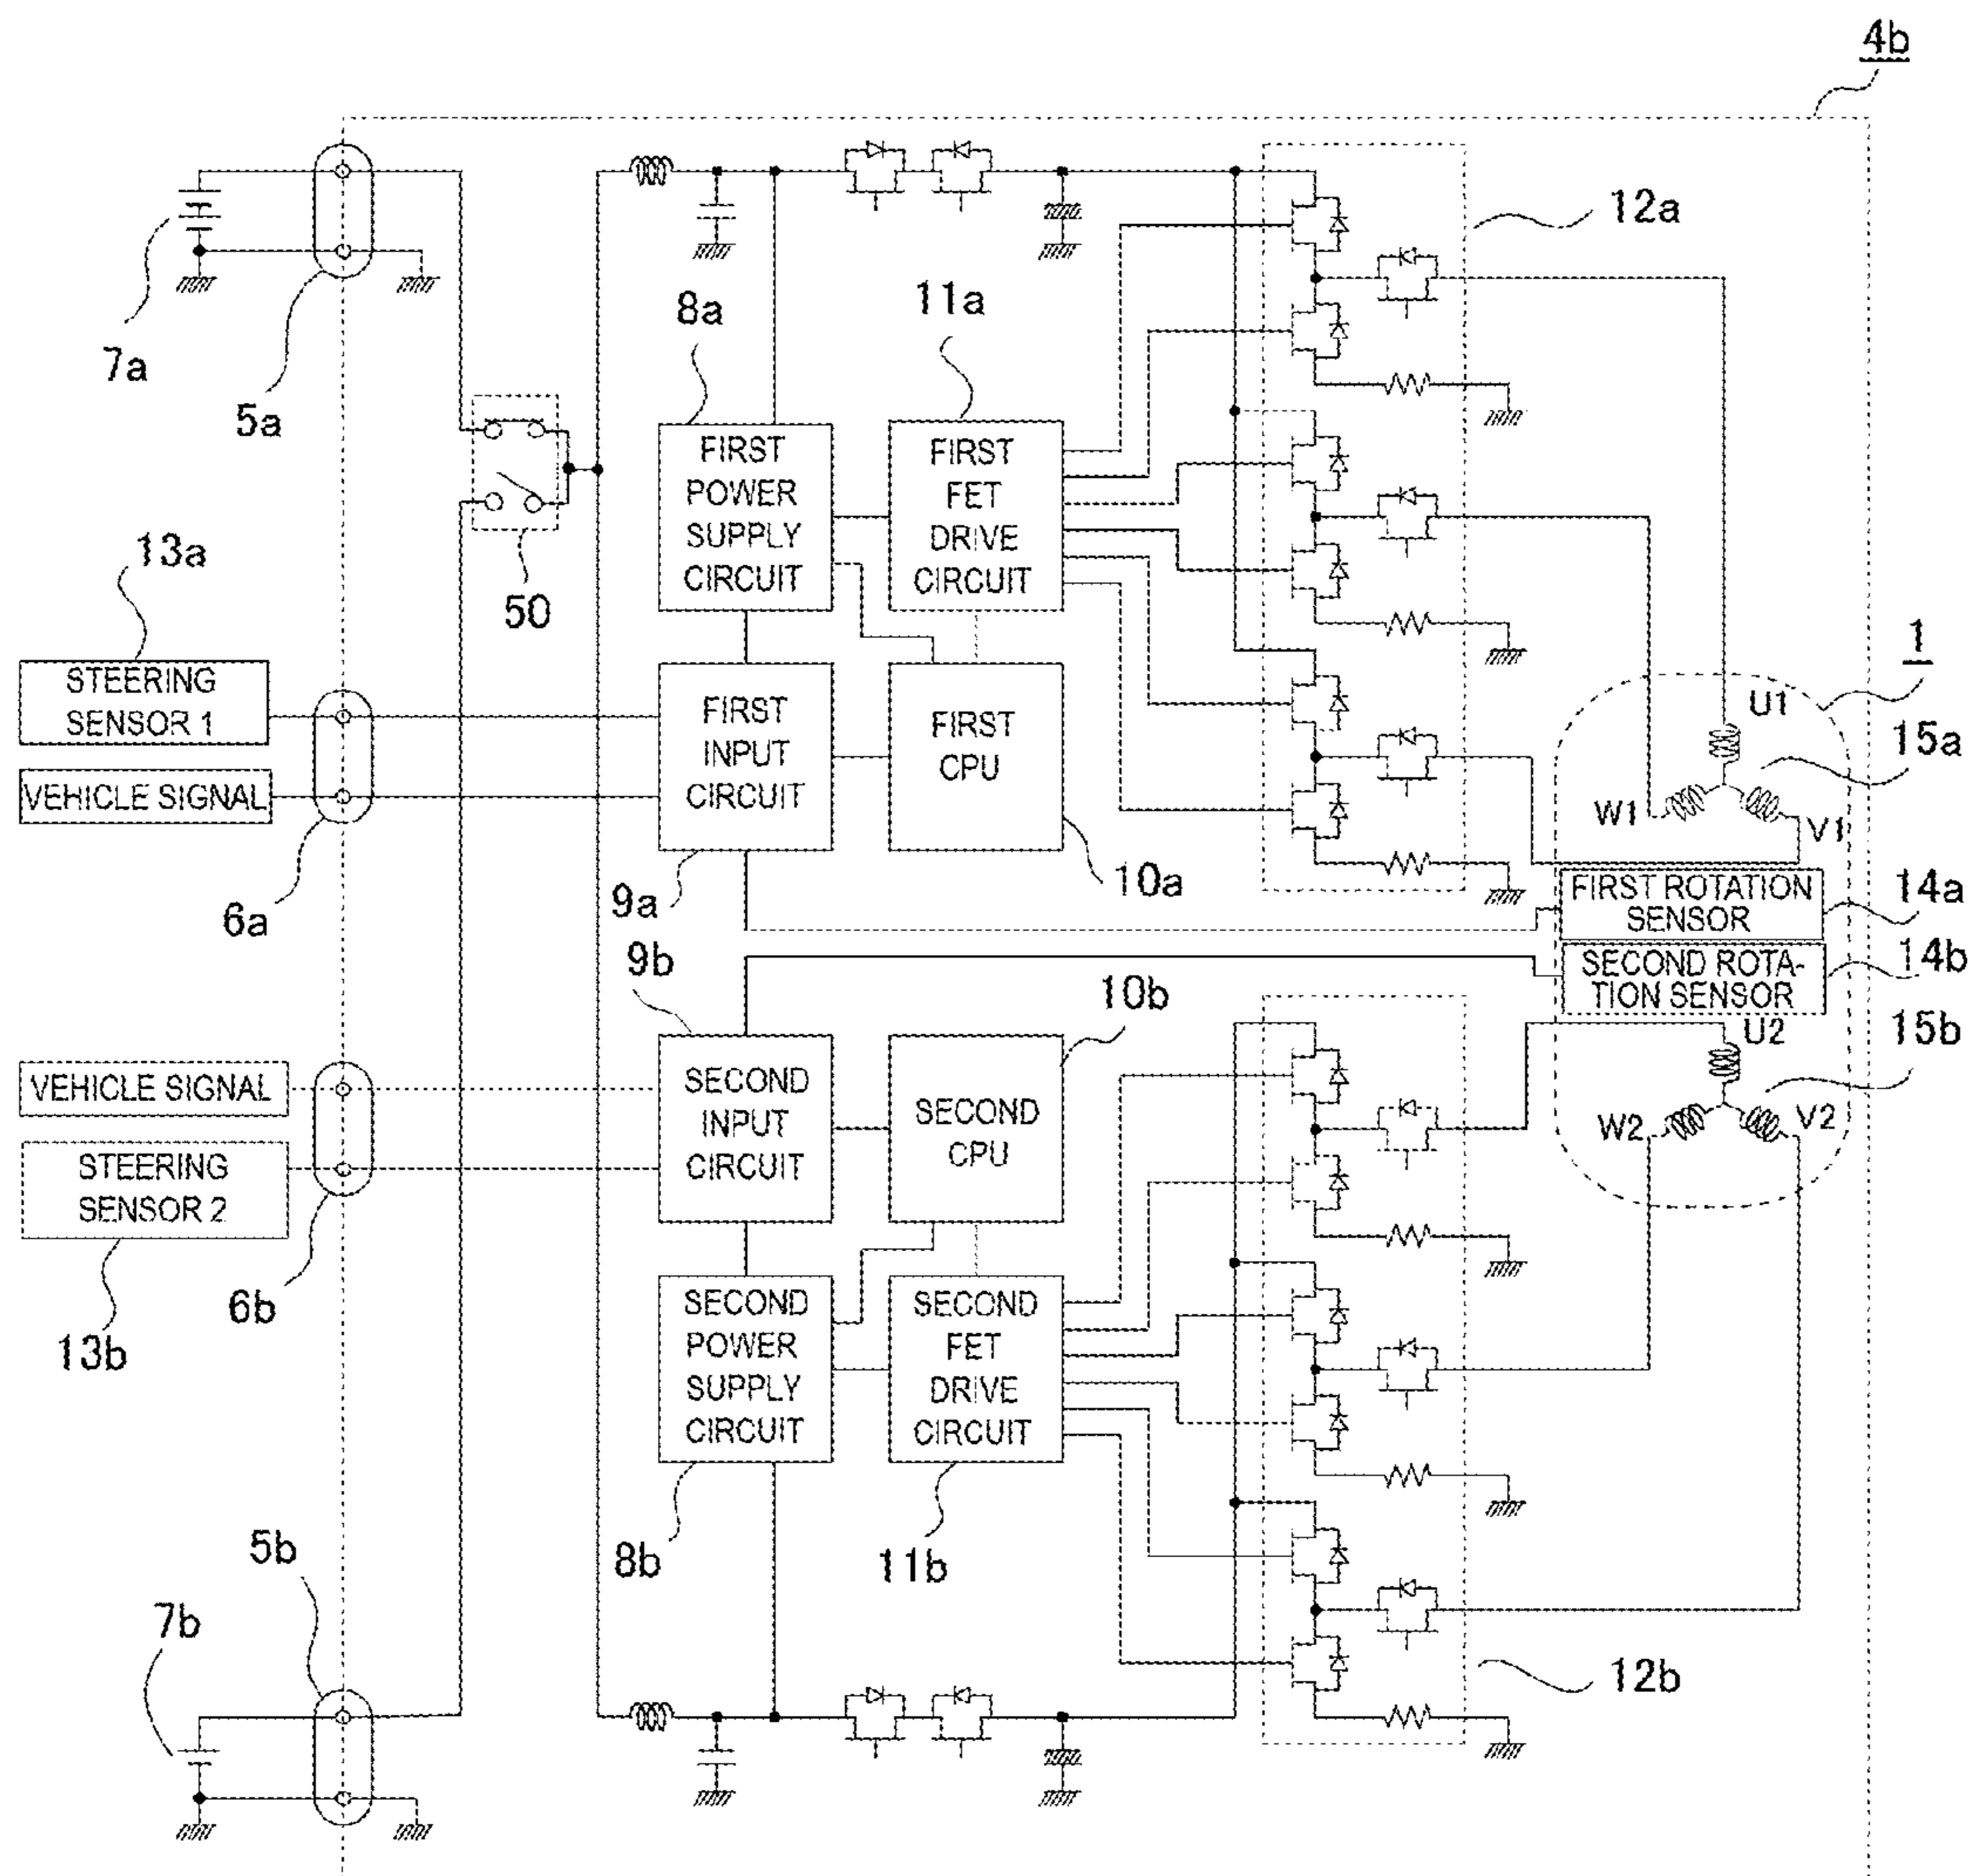 4b
12a
11a
8a
7a
5a
FIRST
POWER
SUPPLY
CIRCUIT
FIRST
FET
DRIVE
CIRCUIT
13a
50
1
STEERING
SENSOR 1
U1
15a
FIRST
INPUT
CIRCUIT
FIRST
CPU
VEHICLE SIGNAL
W1
V1
10a
9a
6a
FIRST ROTATION
SENSOR
14a
9b
SECOND ROTA-
TION SENSOR
14b
10b
U2
15b
VEHICLE SIGNAL
SECOND
INPUT
CIRCUIT
SECOND
CPU
W2
V2
STEERING
SENSOR 2
6b
13b
SECOND
POWER
SUPPLY
CIRCUIT
SECOND
FET
DRIVE
CIRCUIT
5b
8b
11b
7b
12b